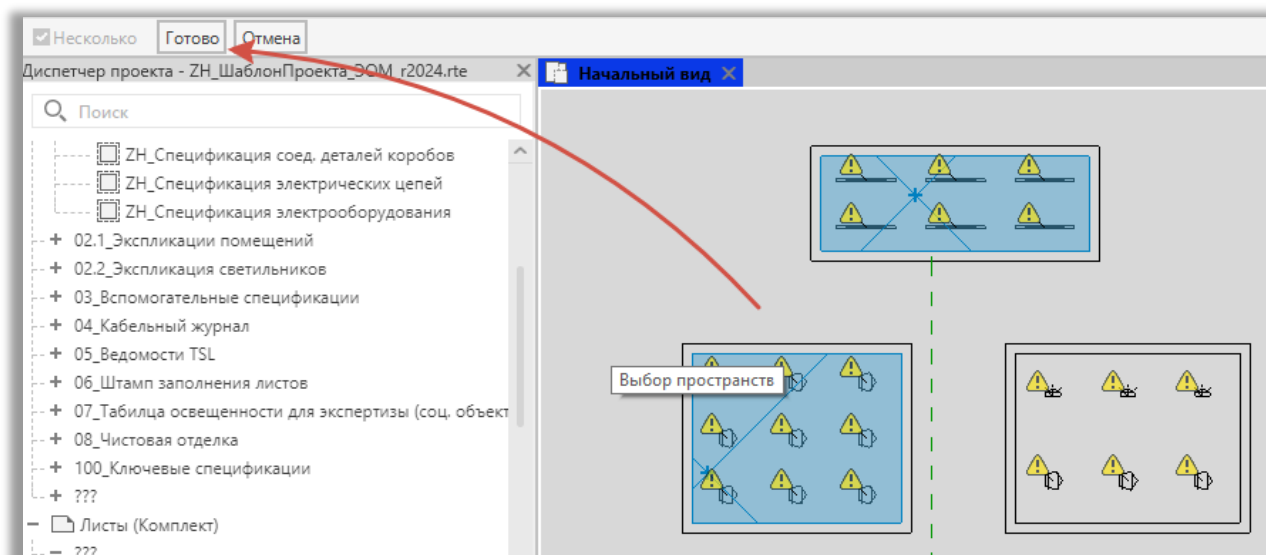 Несколько Готово Отмена
Диспетчер проекта - ZH_ШаблонПроекта_ЭОМ_r2024.rte
Начальный вид
Поиск
ZH_Спецификация соед. деталей коробов
ZH_Спецификация электрических цепей
ZH_Спецификация электрооборудования
02.1_Экспликации помещений
02.2_Экспликация светильников
03_Вспомогательные спецификации
04_Кабельный журнал
05_Ведомости TSL
06_Штамп заполнения листов
07_Табилца освещенности для экспертизы (соц. объект
08_Чистовая отделка
100_Ключевые спецификации
???
Листы (Комплект)
???
Выбор пространств